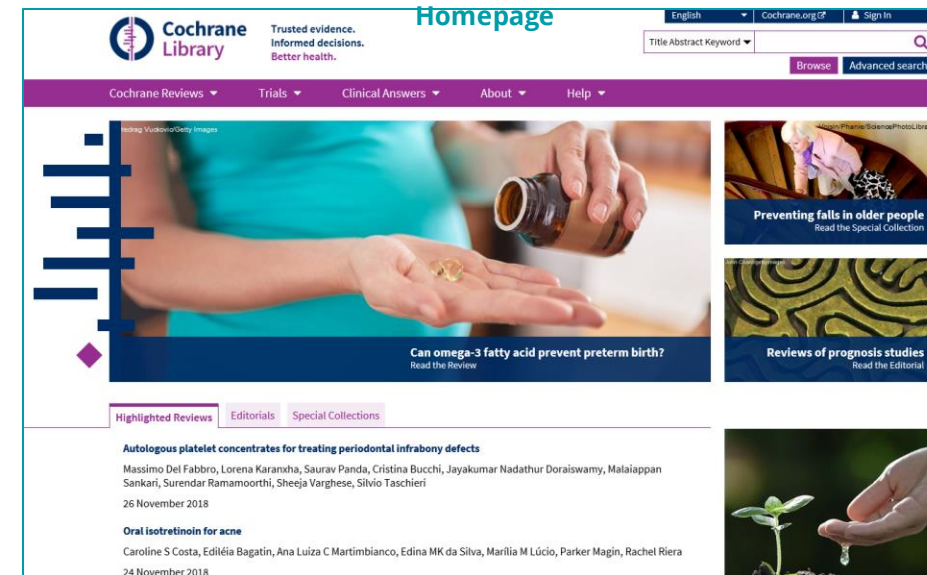 Homepage
English
Cochrane.org
Sign In
Cochrane
Library
Trusted evidence.
Informed decisions.
Better health.
Title Abstract Keyword
Browse
Advanced search
Cochrane Reviews
Trials
Clinical Answers
About
Help
Vuckovic/Getty Images
Voisin/Phanie/SciencePhotoLibra
Preventing falls in older people
Read the Special Collection
Can omega-3 fatty acid prevent preterm birth?
Read the Review
Reviews of prognosis studies
Read the Editorial
Highlighted Reviews
Editorials
Special Collections
Autologous platelet concentrates for treating periodontal infrabony defects
Massimo Del Fabbro, Lorena Karanxha, Saurav Panda, Cristina Bucchi, Jayakumar Nadathur Doraiswamy, Malaiappan
Sankari, Surendar Ramamoorthi, Sheeja Varghese, Silvio Taschieri
26 November 2018
Oral isotretinoin for acne
Caroline S Costa, Ediléia Bagatin, Ana Luiza C Martimbianco, Edina MK da Silva, Marília M Lúcio, Parker Magin, Rachel Riera
24 November 2018